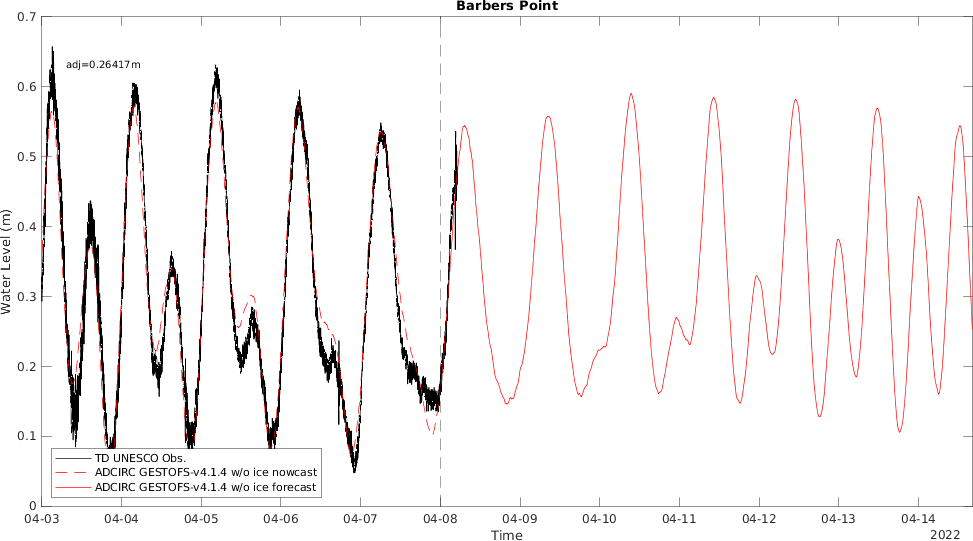 Barbers Point
0.7
0.6
0.5
0.4
0.3
0.2
0.1
0
Water Level (m)
adj=0.26417m
TD UNESCO Obs.
ADCIRC GESTOFS-v4.1.4 w/o ice nowcast
ADCIRC GESTOFS-v4.1.4 w/o ice forecast
04-03 04-04 04-05 04-06 04-07 04-08 04-09 04-10 04-11 04-12 04-13 04-14
Time
2022